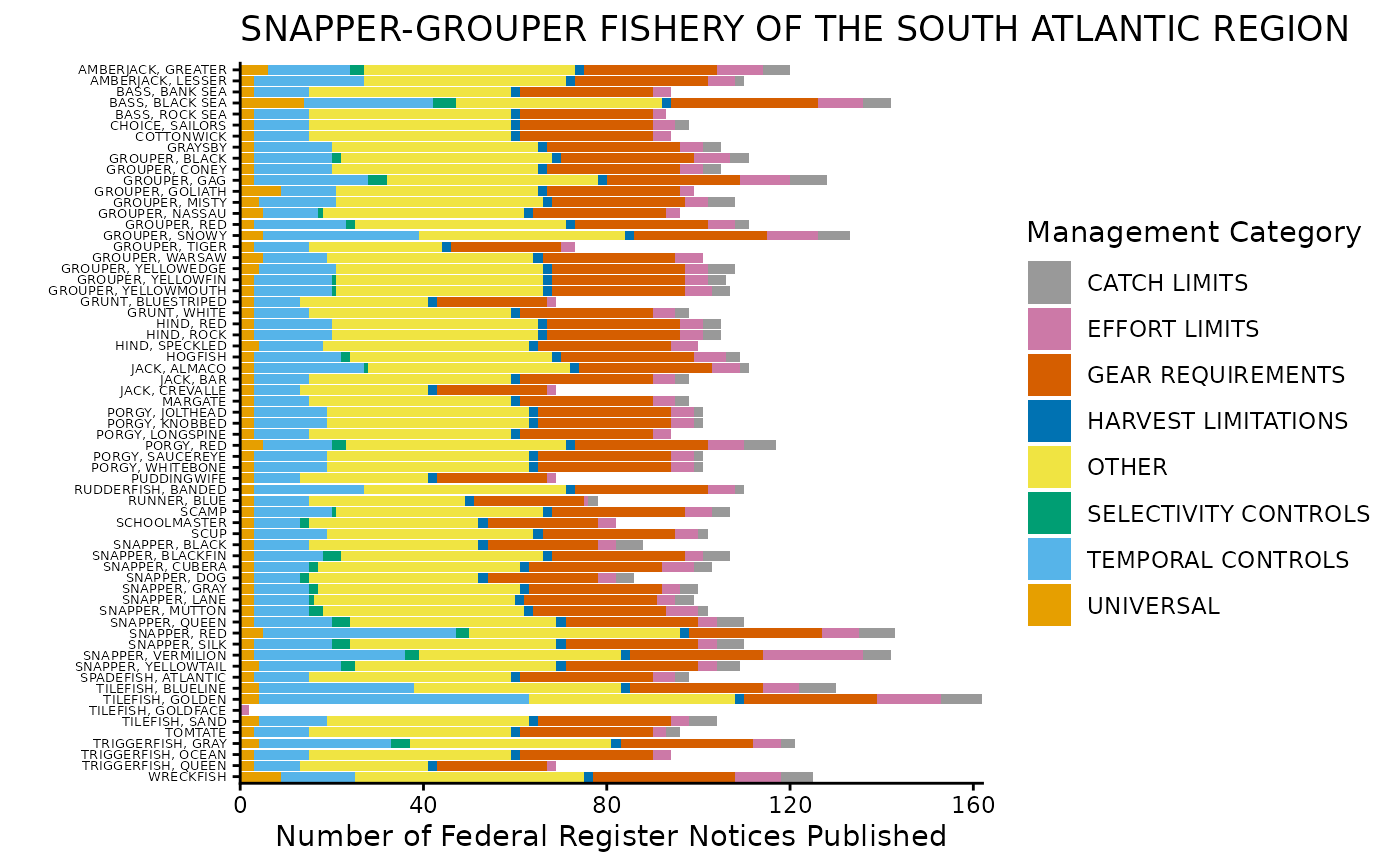 SNAPPER-GROUPER FISHERY OF THE SOUTH ATLANTIC REGION
AMBERJACK, GREATER
AMBERJACK, LESSER
BASS, BANK SEA
BASS, BLACK SEA
BASS, ROCK SEA
CHOICE, SAILORS
COTTONWICK
GRAYSBY
GROUPER, BLACK
GROUPER, CONEY
GROUPER, GAG
GROUPER, GOLIATH
GROUPER, MISTY
GROUPER, NASSAU
GROUPER, RED
GROUPER, SNOWY
GROUPER, TIGER
GROUPER, WARSAW
GROUPER, YELLOWEDGE
GROUPER, YELLOWFIN
GROUPER, YELLOWMOUTH
GRUNT, BLUESTRIPED
GRUNT, WHITE
HIND, RED
HIND, ROCK
HIND, SPECKLED
HOGFISH
JACK, ALMACO
JACK, BAR
JACK, CREVALLE
MARGATE
PORGY, JOLTHEAD
PORGY, KNOBBED
PORGY, LONGSPINE
PORGY, RED
PORGY, SAUCEREYE
PORGY, WHITEBONE
PUDDINGWIFE
RUDDERFISH, BANDED
RUNNER, BLUE
SCAMP
SCHOOLMASTER
SCUP
SNAPPER, BLACK
SNAPPER, BLACKFIN
SNAPPER, CUBERA
SNAPPER, DOG
SNAPPER, GRAY
SNAPPER, LANE
SNAPPER, MUTTON
SNAPPER, QUEEN
SNAPPER, RED
SNAPPER, SILK
SNAPPER, VERMILION
SNAPPER, YELLOWTAIL
SPADEFISH, ATLANTIC
TILEFISH, BLUELINE
TILEFISH, GOLDEN
TILEFISH, GOLDFACE
TILEFISH, SAND
TOMTATE
TRIGGERFISH, GRAY
TRIGGERFISH, OCEAN
TRIGGERFISH, QUEEN
WRECKFISH
0 40 80 120 160
Number of Federal Register Notices Published
Management Category
CATCH LIMITS
EFFORT LIMITS
GEAR REQUIREMENTS
HARVEST LIMITATIONS
OTHER
SELECTIVITY CONTROLS
TEMPORAL CONTROLS
UNIVERSAL